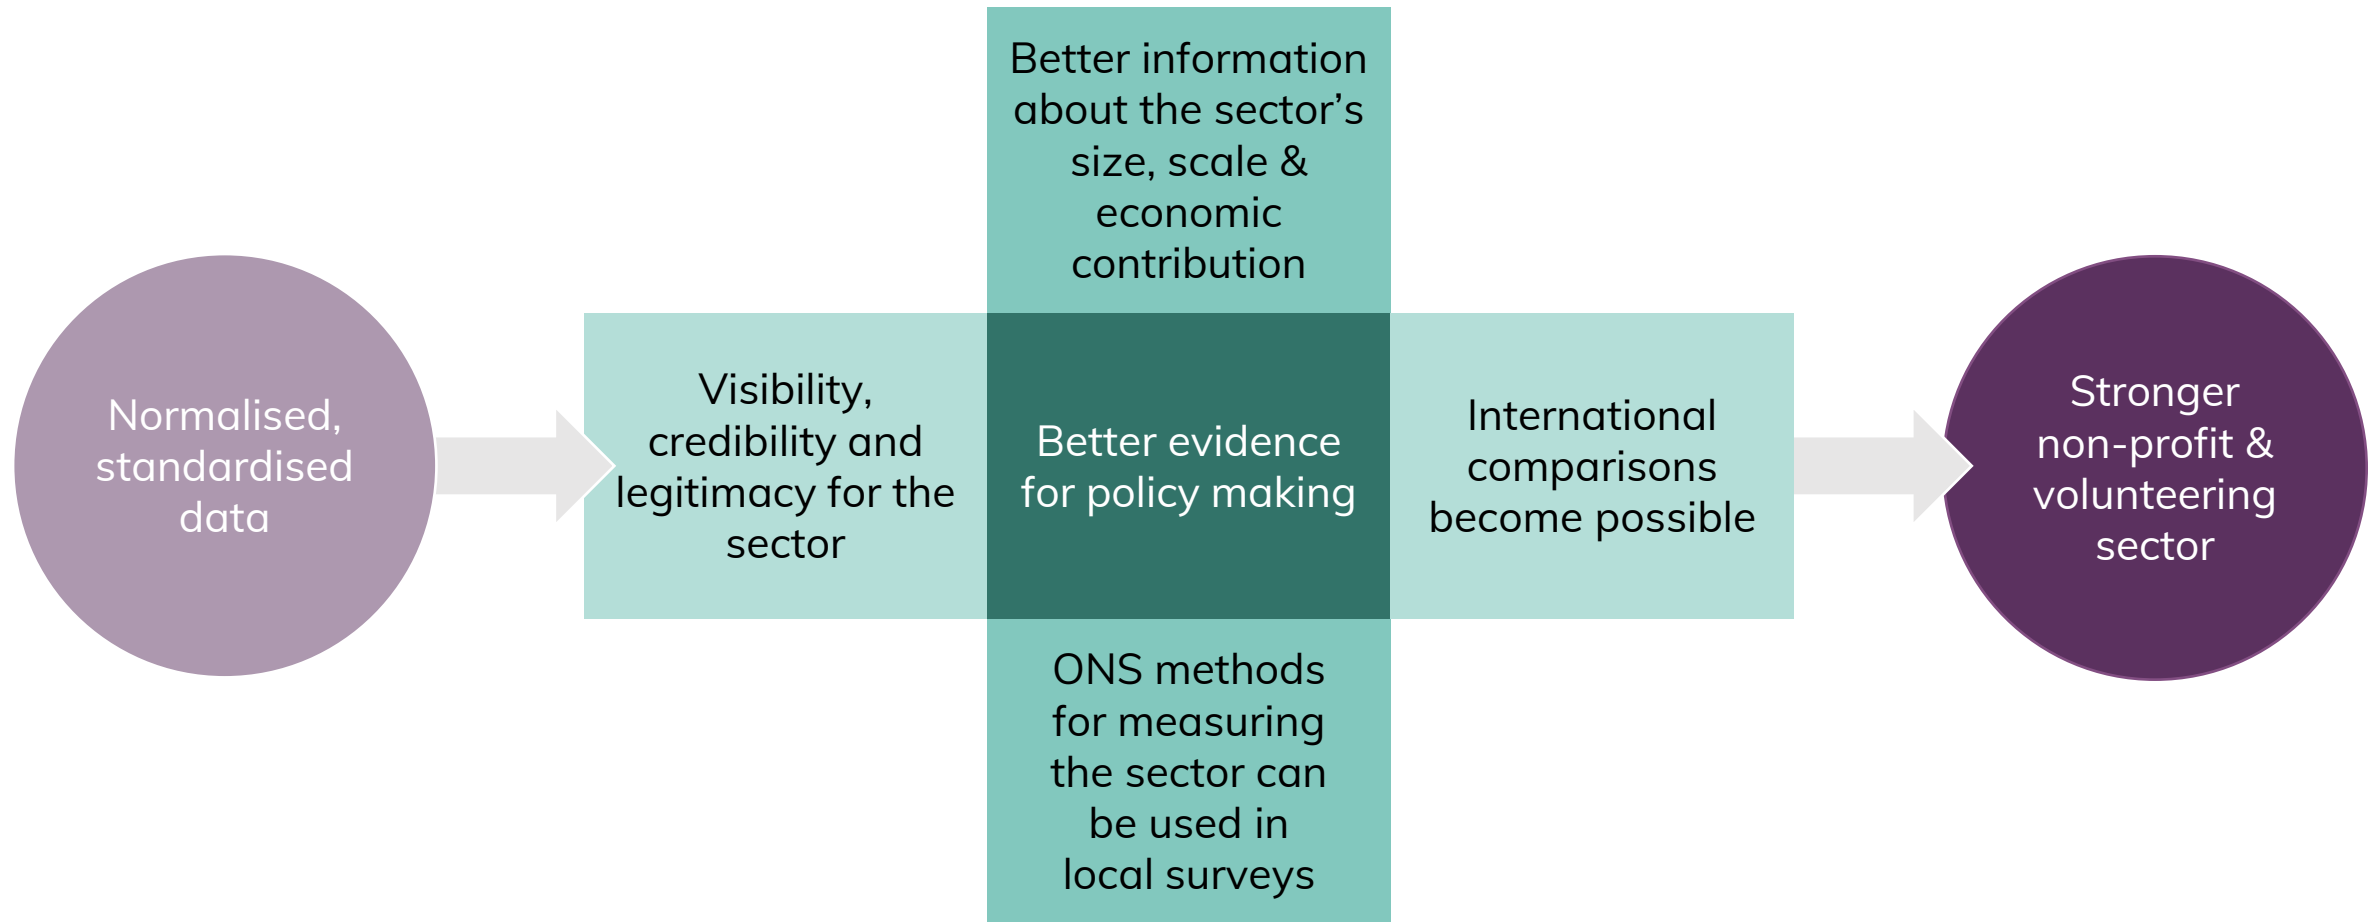 Normalised,
standardised
data
Visibility,
credibility and
legitimacy for the
sector
Better information
about the sector’s
size, scale &
economic
contribution
Better evidence
for policy making
ONS methods
for measuring
the sector can
be used in
local surveys
International
comparisons
become possible
Stronger
non-profit &
volunteering
sector